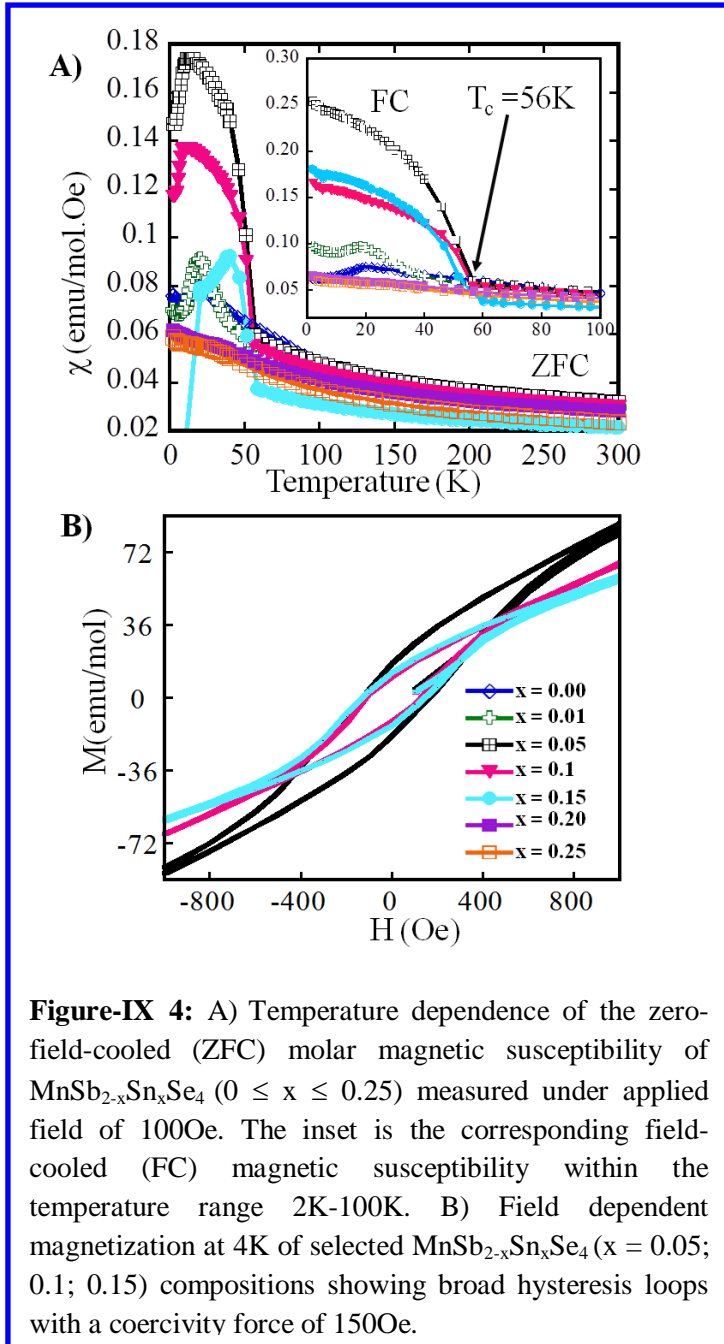 A)
χ (emu/mol.Oe)
0.18
0.16
0.14
0.12
0.10
0.08
0.06
0.04
0.02
0.30
0.25
0.20
0.15
0.10
0.05
FC
Tc =56K
0 20 40 60 80 100
ZFC
0 50 100 150 200 250 300
Temperature (K)
B)
M(emu/mol)
72
36
0
-36
-72
x = 0.00
x = 0.01
x = 0.05
x = 0.1
x = 0.15
x = 0.20
x = 0.25
-800 -400 0 400 800
H (Oe)
Figure-IX 4: A) Temperature dependence of the zero-
field-cooled (ZFC) molar magnetic susceptibility of
MnSb2-xSnxSe4 (0 ≤ x ≤ 0.25) measured under applied
field of 100Oe. The inset is the corresponding field-
cooled (FC) magnetic susceptibility within the
temperature range 2K-100K. B) Field dependent
magnetization at 4K of selected MnSb2-xSnxSe4 (x = 0.05;
0.1; 0.15) compositions showing broad hysteresis loops
with a coercivity force of 150Oe.